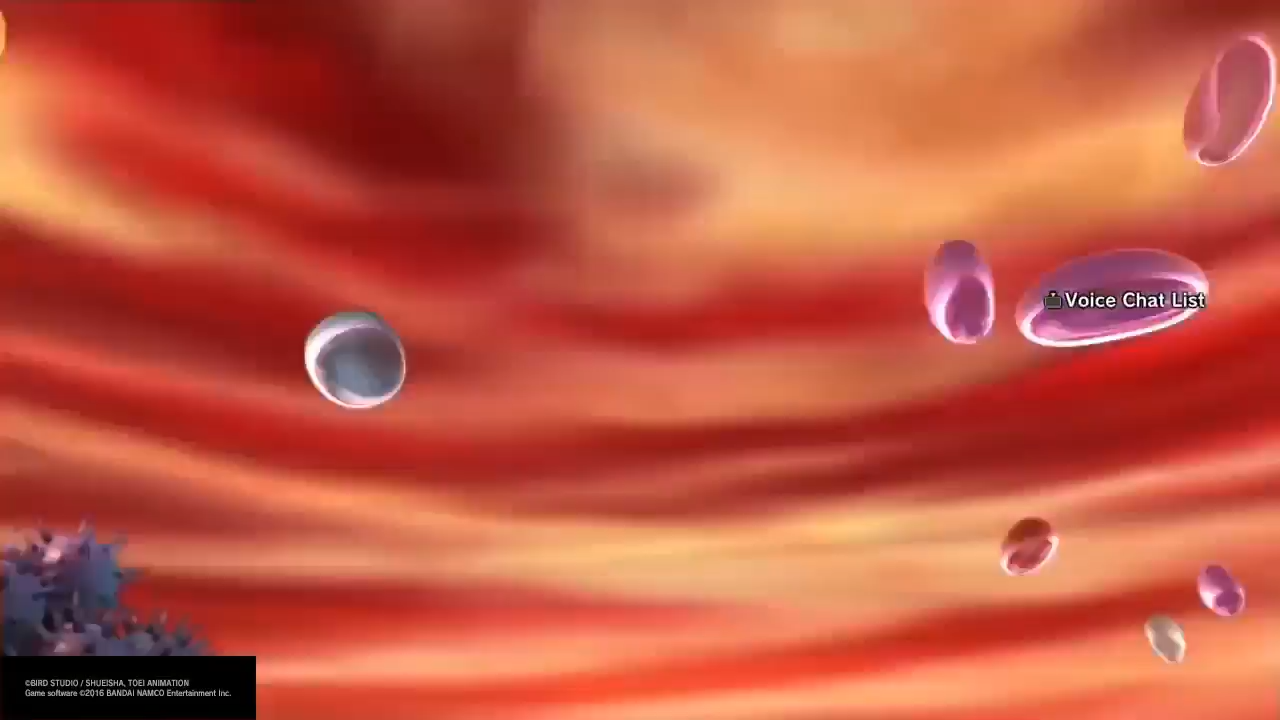 Voice Chat List
©BIRD STUDIO / SHUEISHA, TOEI ANIMATION
Game software ©2016 BANDAI NAMCO Entertainment Inc.